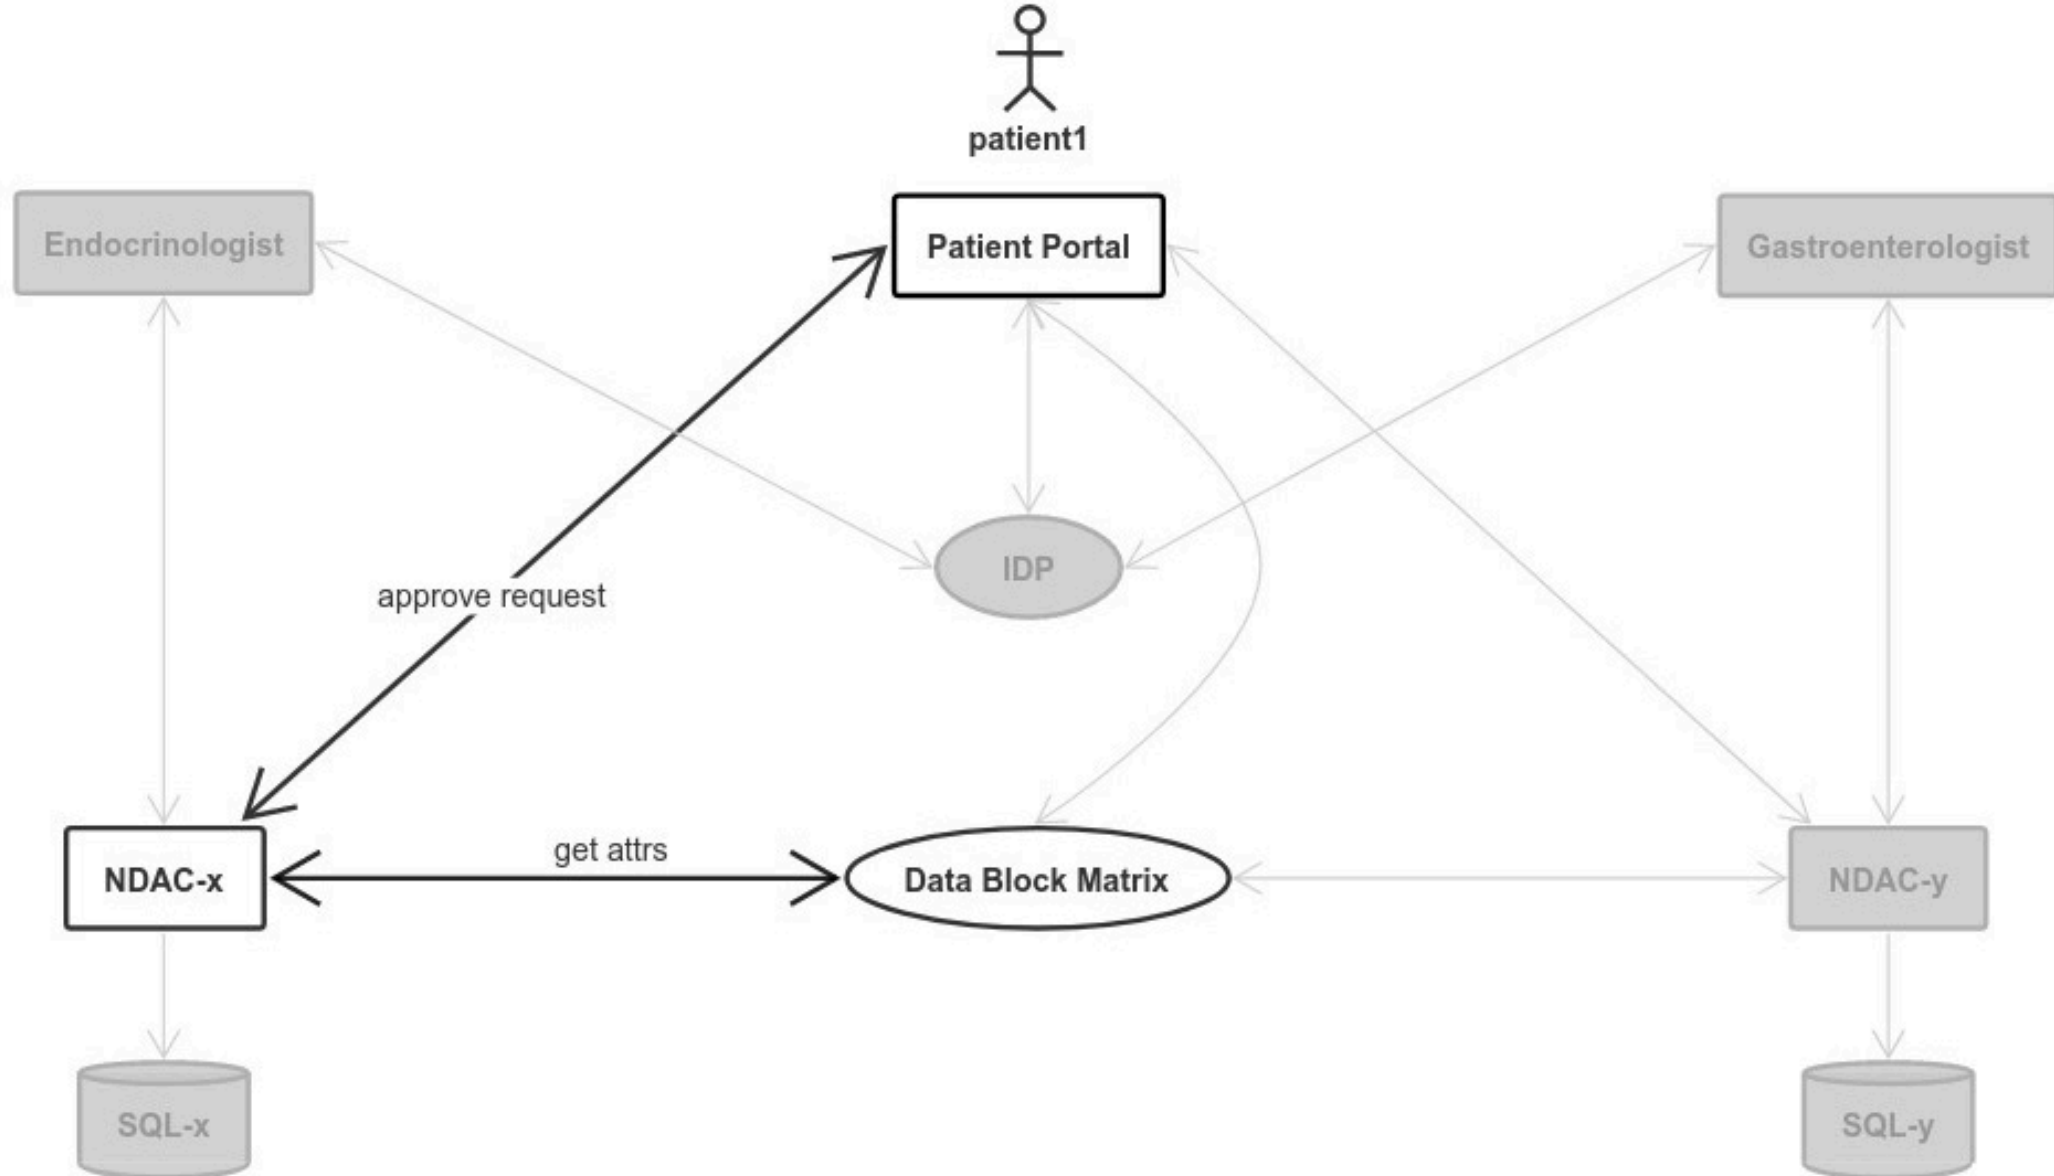 patient1
Endocrinologist
Patient Portal
Gastroenterologist
IDP
approve request
get attrs
NDAC-x
Data Block Matrix
NDAC-y
SQL-x
SQL-y